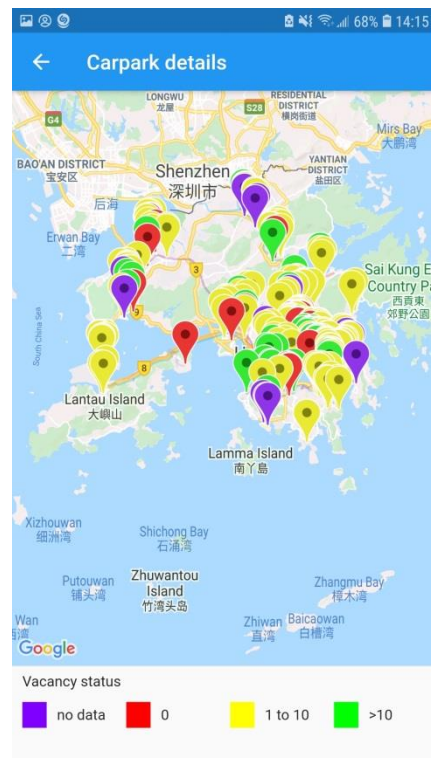 68% 14:15
Carpark details
LONGWU
龙屋
RESIDENTIAL
DISTRICT
横岗街道
G4
S28
Mirs Bay
大鹏湾
BAO'AN DISTRICT
宝安区
Shenzhen
深圳市
YANTIAN
DISTRICT
盐田区
后海
Erwan Bay
二湾
3
Sai Kung E
Country Pa
西貢東
郊野公園
South China Sea
9
8
Lantau Island
大嶼山
Lamma Island
南丫島
Xizhouwan
细洲湾
Shichong Bay
石涌湾
Putouwan
铺头湾
Zhuwantou
Island
竹湾头岛
Zhangmu Bay
樟木湾
Wan
Zhiwan
直湾
Baicaowan
白槽湾
Google
Vacancy status
no data
0
1 to 10
>10